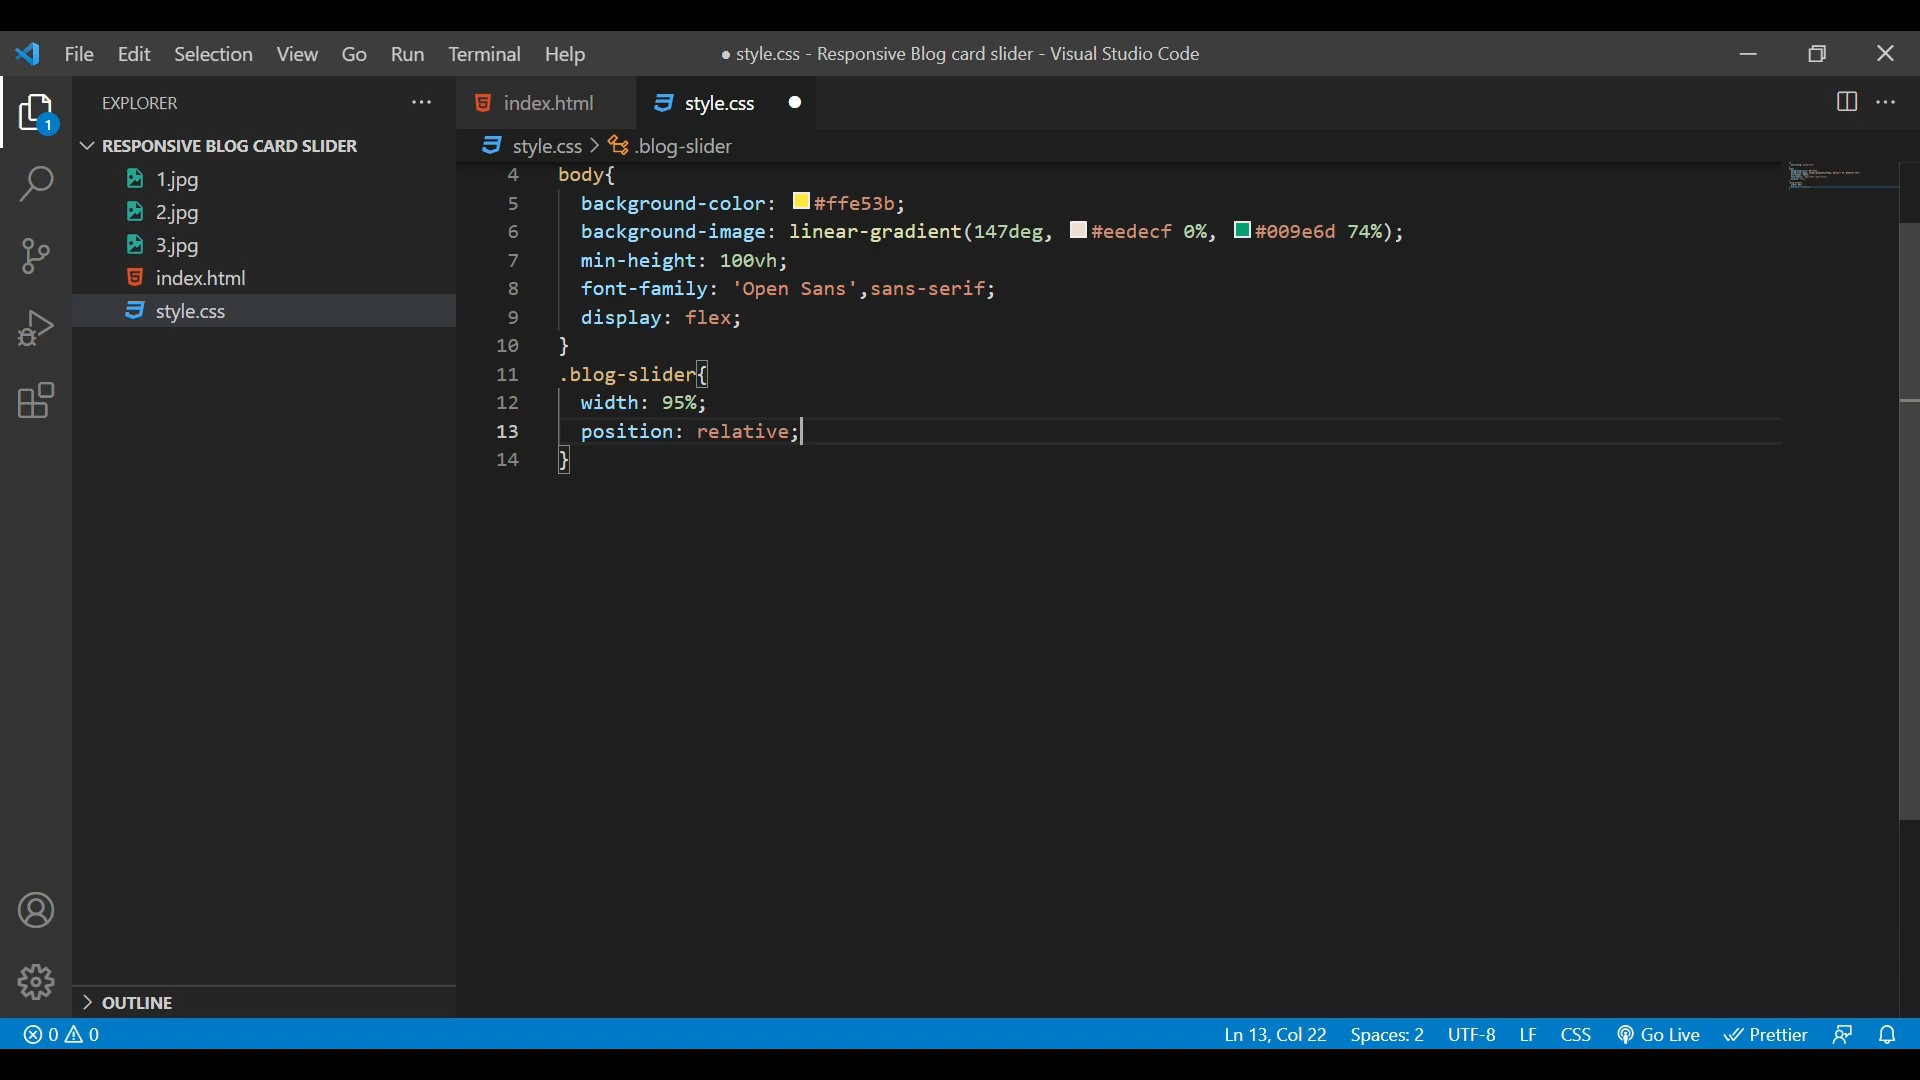 File Edit Selection View Go Run Terminal Help ● style.css - Responsive Blog card slider - Visual Studio Code
EXPLORER ···
index.html
style.css ●
1
RESPONSIVE BLOG CARD SLIDER
1.jpg
2.jpg
3.jpg
index.html
style.css
style.css > .blog-slider
4 body{
5 background-color: #ffe53b;
6 background-image: linear-gradient(147deg, #eedecf 0%, #009e6d 74%);
7 min-height: 100vh;
8 font-family: 'Open Sans',sans-serif;
9 display: flex;
10 }
11 .blog-slider{
12 width: 95%;
13 position: relative;
14 }
OUTLINE
0 0 Ln 13, Col 22 Spaces: 2 UTF-8 LF CSS Go Live Prettier